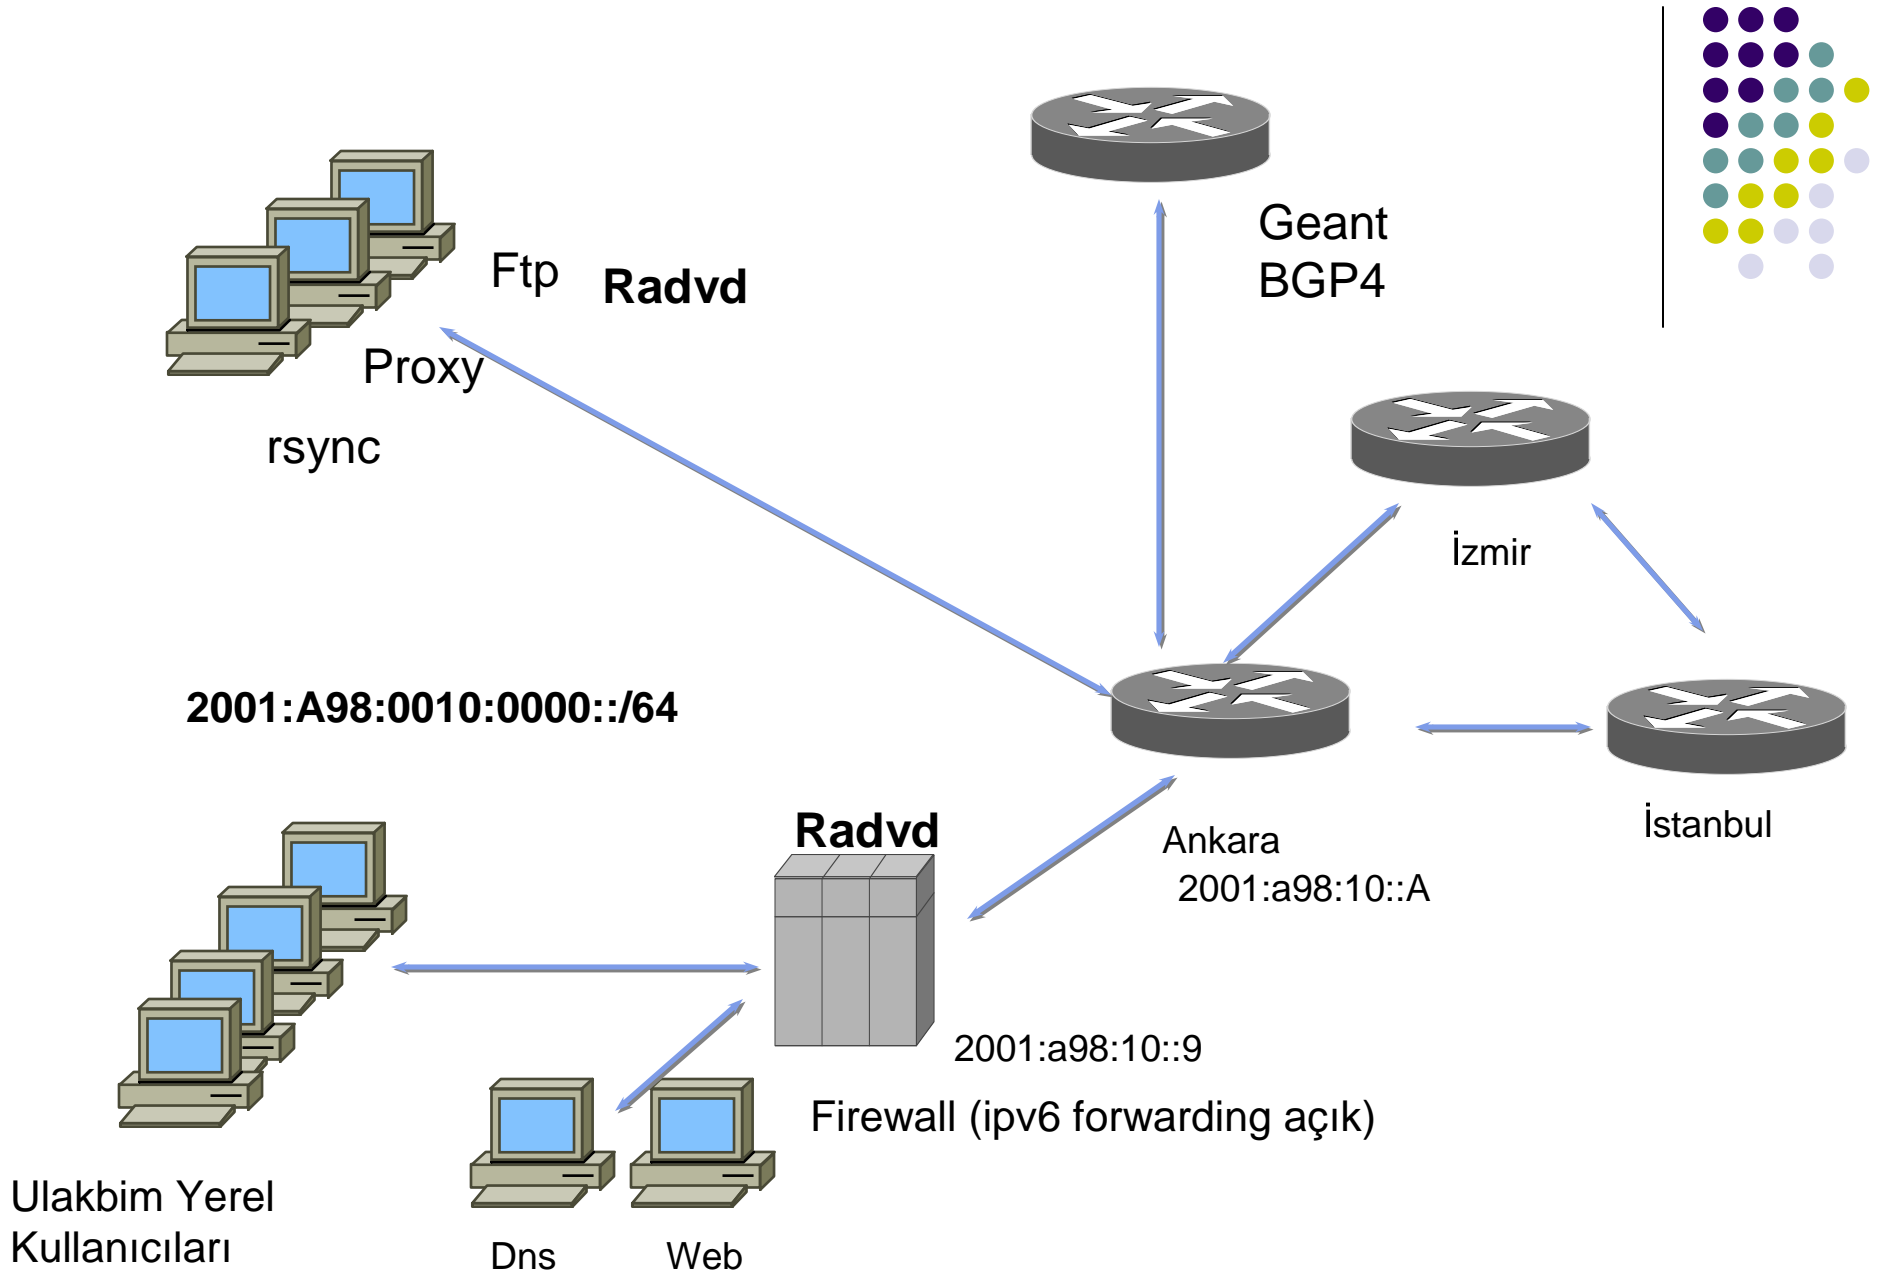 Geant
BGP4
Ftp
Radvd
Proxy
rsync
İzmir
2001:A98:0010:0000::/64
Radvd
Ankara
2001:a98:10::A
İstanbul
2001:a98:10::9
Firewall (ipv6 forwarding açık)
Ulakbim Yerel
Kullanıcıları
Dns
Web